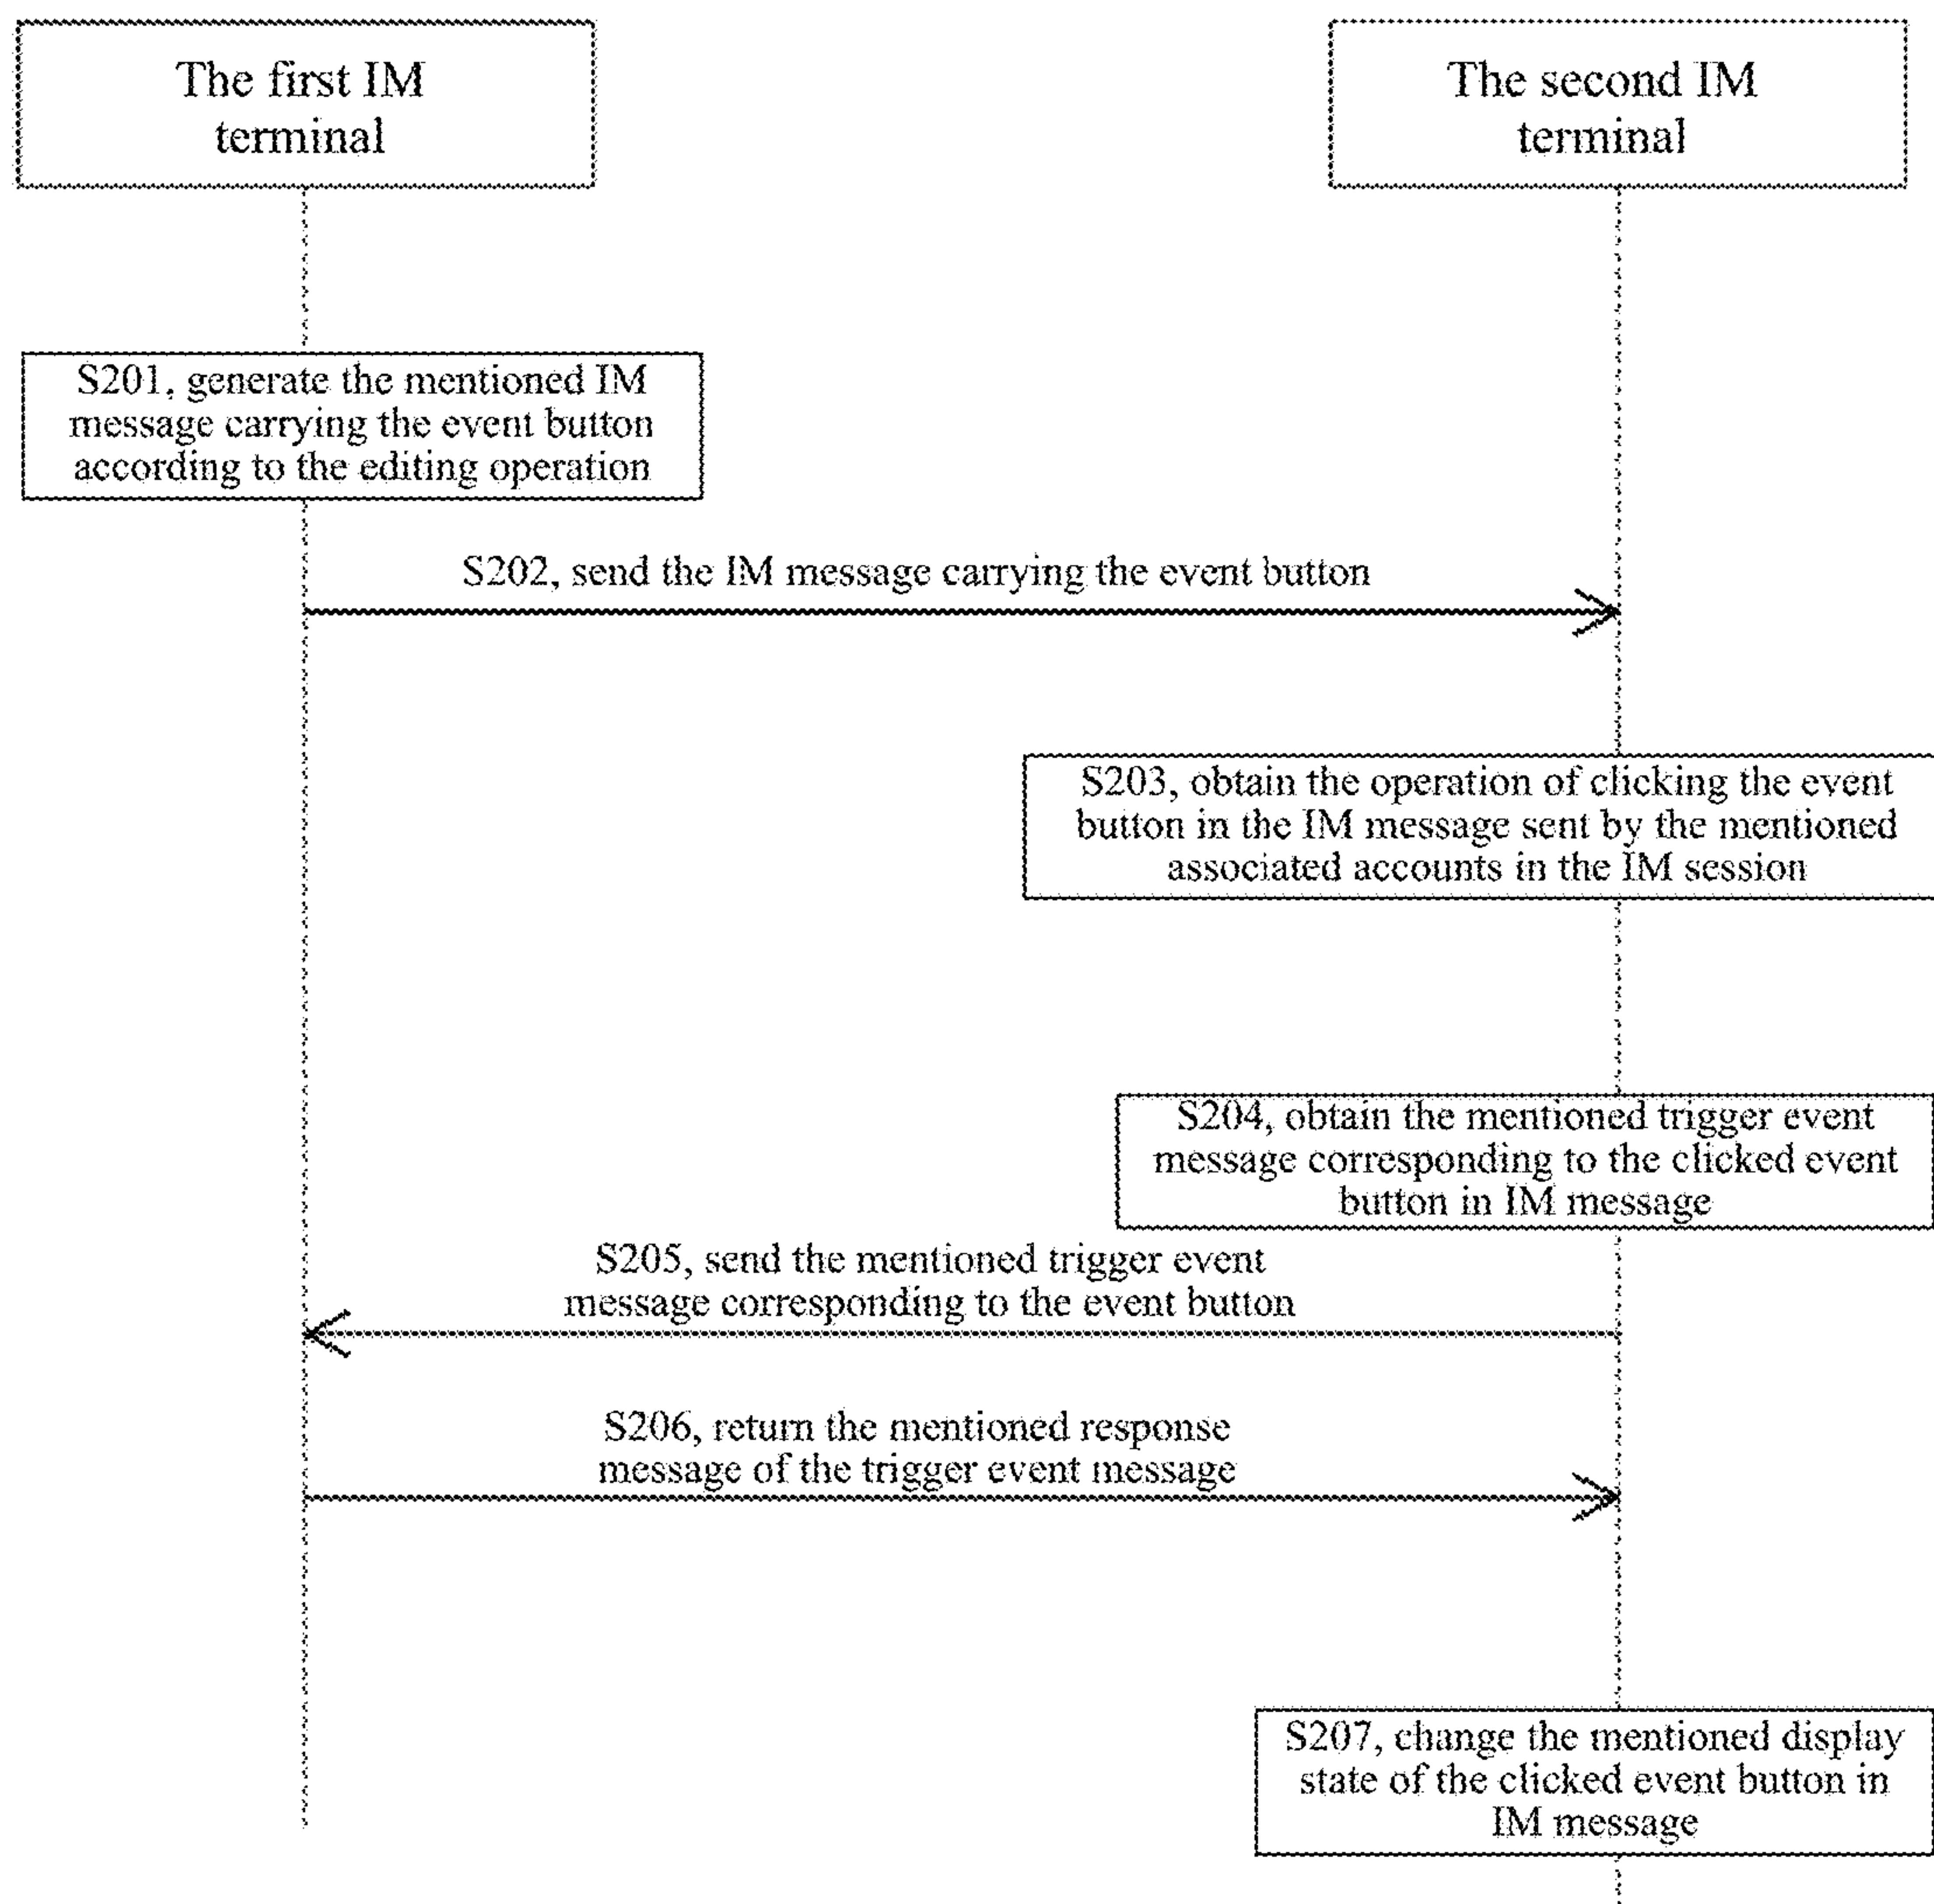 The first IM
terminal
The second IM
terminal
S201, generate the mentioned IM
message carrying the event button
according to the editing operation
S202, send the IM message carrying the event button
S203, obtain the operation of clicking the event
button in the IM message sent by the mentioned
associated accounts in the IM session
S204, obtain the mentioned trigger event
message corresponding to the clicked event
button in IM message
S205, send the mentioned trigger event
message corresponding to the event button
S206, return the mentioned response
message of the trigger event message
S207, change the mentioned display
state of the clicked event button in
IM message